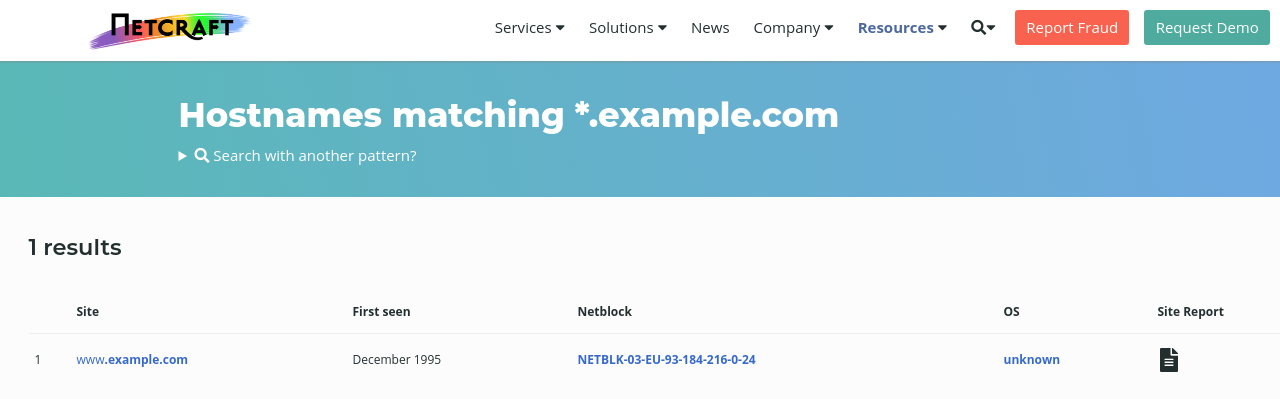 NETCRAFT
Services Solutions News Company Resources Report Fraud Request Demo
Hostnames matching *.example.com
Search with another pattern?
1 results
Site First seen Netblock OS Site Report
1 www.example.com December 1995 NETBLK-03-EU-93-184-216-0-24 unknown